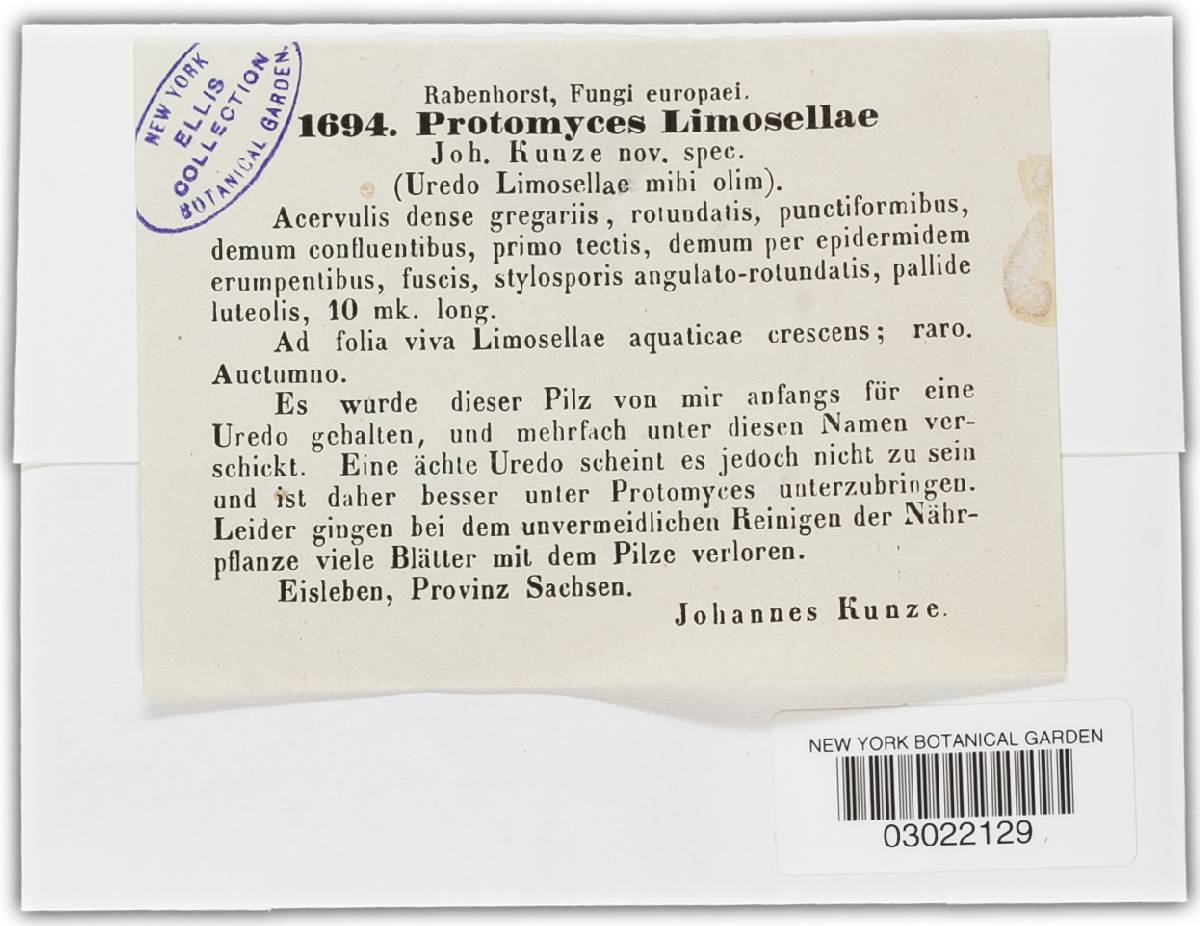 NEW YORK
ELLIS
COLLECTION
BOTANICAL GARDEN.
Rabenhorst, Fungi europaei.
1694. Protomyces Limosellae
Joh. Kunze nov. spec.
(Uredo Limosellae mihi olim).
Acervulis dense gregariis, rotundatis, punctiformibus,
demum confluentibus, primo tectis, demum per epidermidem
erumpentibus, fuscis, stylosporis angulato-rotundatis, pallide
luteolis, 10 mk. long.
Ad folia viva Limosellae aquaticae crescens; raro.
Auctumno.
Es wurde dieser Pilz von mir anfangs für eine
Uredo gehalten, und mehrfach unter diesen Namen ver-
schickt. Eine ächte Uredo scheint es jedoch nicht zu sein
und ist daher besser unter Protomyces unterzubringen.
Leider gingen bei dem unvermeidlichen Reinigen der Nähr-
pflanze viele Blätter mit dem Pilze verloren.
Eisleben, Provinz Sachsen.
Johannes Kunze.
NEW YORK BOTANICAL GARDEN
03022129